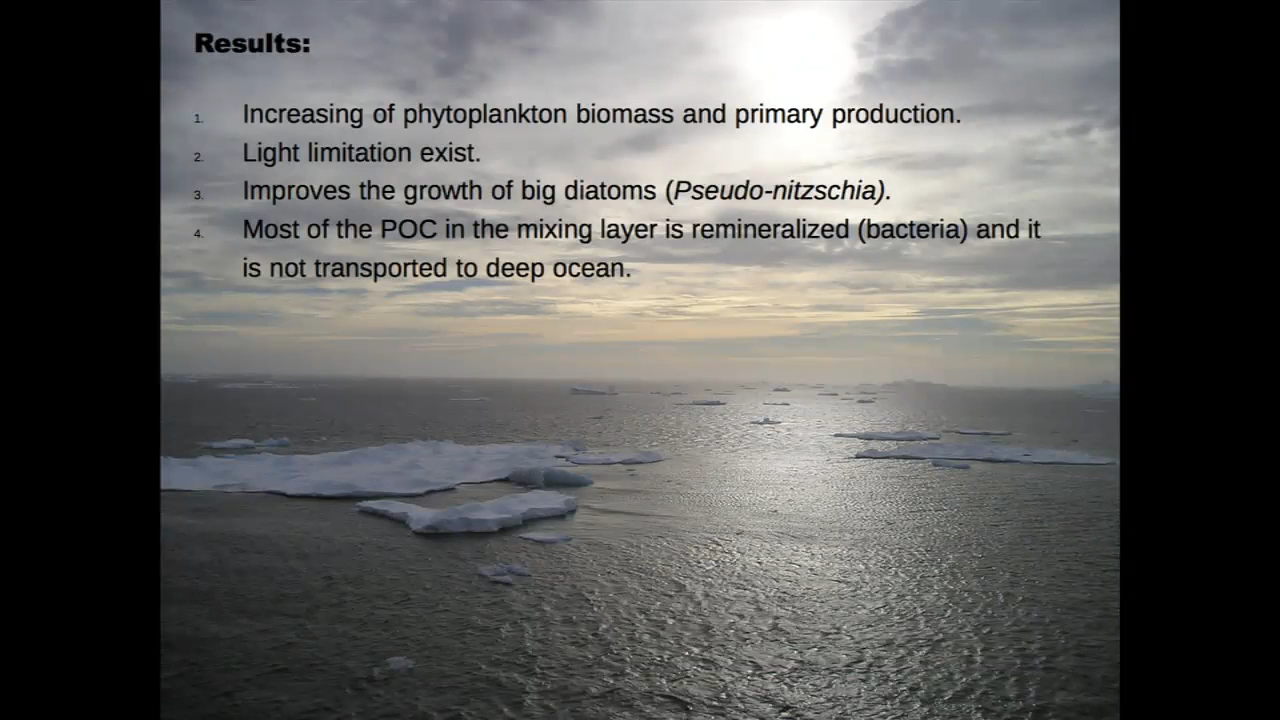 Results:
1. Increasing of phytoplankton biomass and primary production.
2. Light limitation exist.
3. Improves the growth of big diatoms (Pseudo-nitzschia).
4. Most of the POC in the mixing layer is remineralized (bacteria) and it
is not transported to deep ocean.